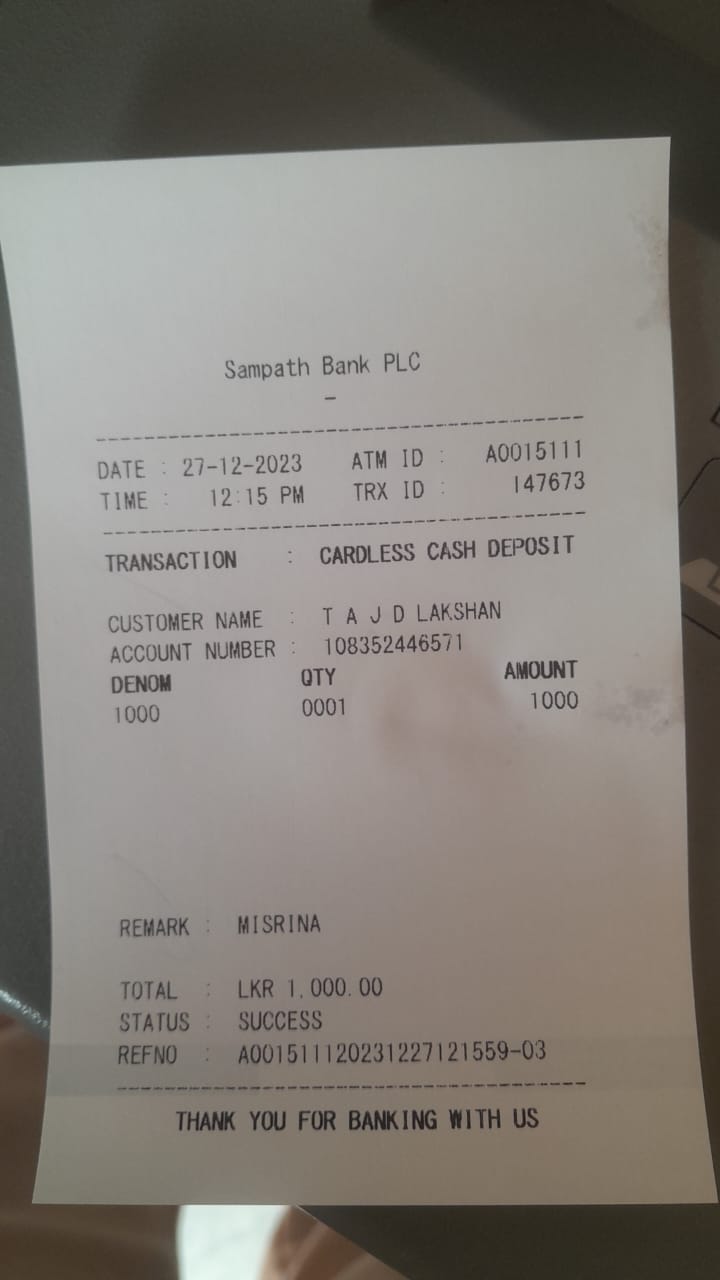 Sampath Bank PLC
-
DATE : 27-12-2023 ATM ID : A0015111
TIME : 12:15 PM TRX ID : 147673
TRANSACTION : CARDLESS CASH DEPOSIT
CUSTOMER NAME : T A J D LAKSHAN
ACCOUNT NUMBER : 108352446571
DENOM QTY AMOUNT
1000 0001 1000
REMARK : MISRINA
TOTAL : LKR 1,000.00
STATUS : SUCCESS
REFNO : A001511120231227121559-03
THANK YOU FOR BANKING WITH US